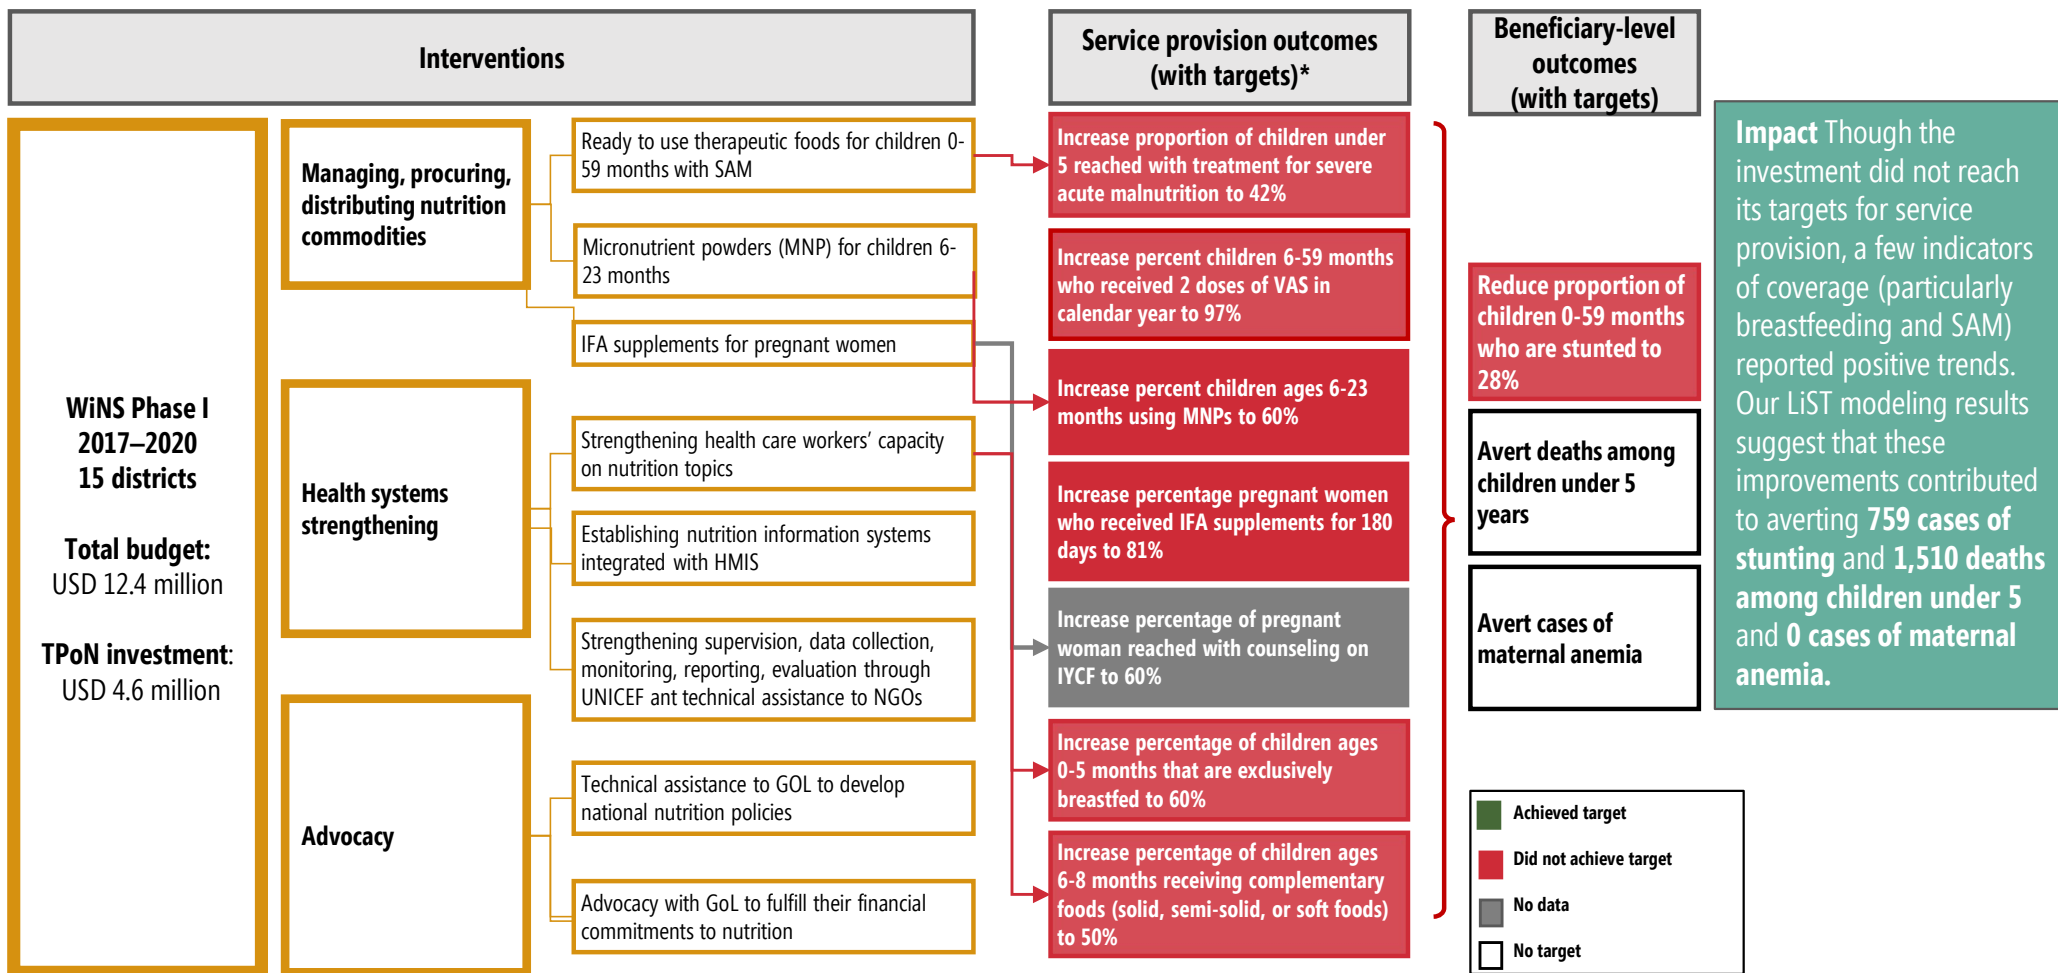 Interventions
Service provision outcomes
(with targets)*
Beneficiary-level
outcomes
(with targets)
WiNS Phase I
2017–2020
15 districts
Total budget:
USD 12.4 million
TPoN investment:
USD 4.6 million
Managing, procuring,
distributing nutrition
commodities
Health systems
strengthening
Advocacy
Ready to use therapeutic foods for children 0-
59 months with SAM
Micronutrient powders (MNP) for children 6-
23 months
IFA supplements for pregnant women
Strengthening health care workers’ capacity
on nutrition topics
Establishing nutrition information systems
integrated with HMIS
Strengthening supervision, data collection,
monitoring, reporting, evaluation through
UNICEF ant technical assistance to NGOs
Technical assistance to GOL to develop
national nutrition policies
Advocacy with GoL to fulfill their financial
commitments to nutrition
Increase proportion of children under
5 reached with treatment for severe
acute malnutrition to 42%
Increase percent children 6-59 months
who received 2 doses of VAS in
calendar year to 97%
Increase percent children ages 6-23
months using MNPs to 60%
Increase percentage pregnant women
who received IFA supplements for 180
days to 81%
Increase percentage of pregnant
woman reached with counseling on
IYCF to 60%
Increase percentage of children ages
0-5 months that are exclusively
breastfed to 60%
Increase percentage of children ages
6-8 months receiving complementary
foods (solid, semi-solid, or soft foods)
to 50%
Reduce proportion of
children 0-59 months
who are stunted to
28%
Avert deaths among
children under 5
years
Avert cases of
maternal anemia
Impact Though the
investment did not reach
its targets for service
provision, a few indicators
of coverage (particularly
breastfeeding and SAM)
reported positive trends.
Our LiST modeling results
suggest that these
improvements contributed
to averting 759 cases of
stunting and 1,510 deaths
among children under 5
and 0 cases of maternal
anemia.
Achieved target
Did not achieve target
No data
No target